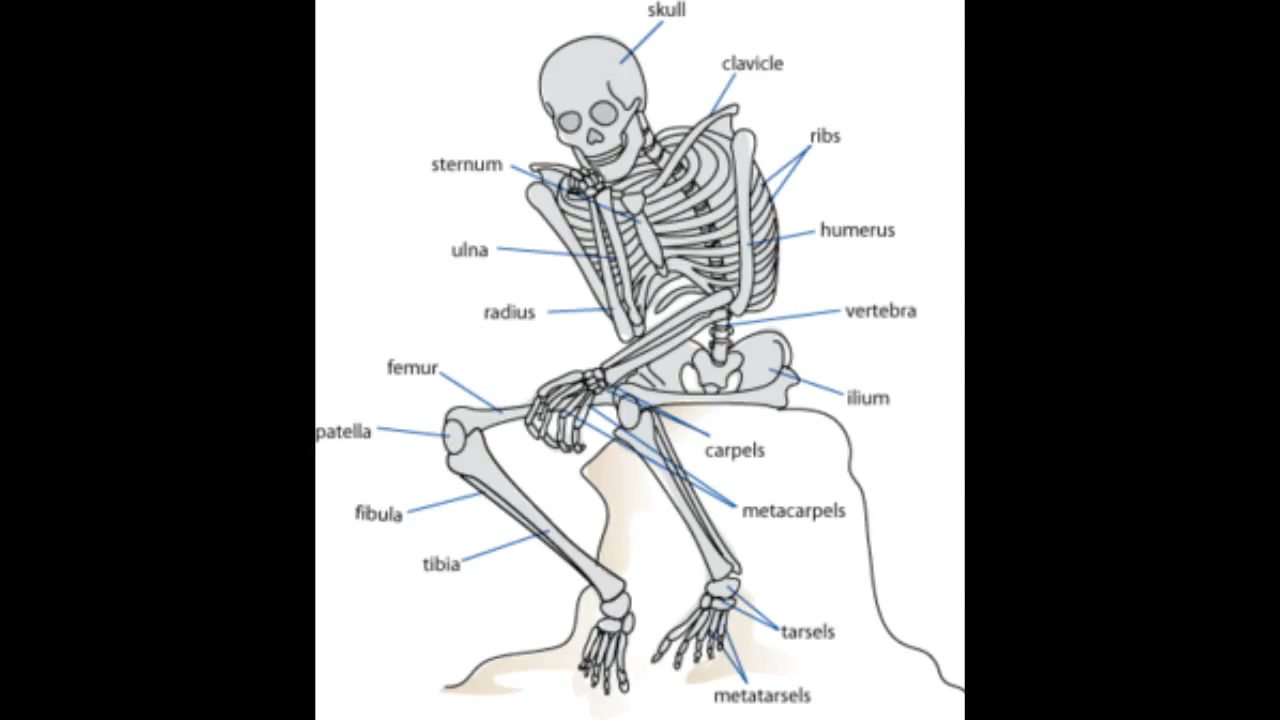 skull
clavicle
ribs
sternum
humerus
ulna
radius
vertebra
femur
ilium
patella
carpels
metacarpels
fibula
tibia
tarsels
metatarsels